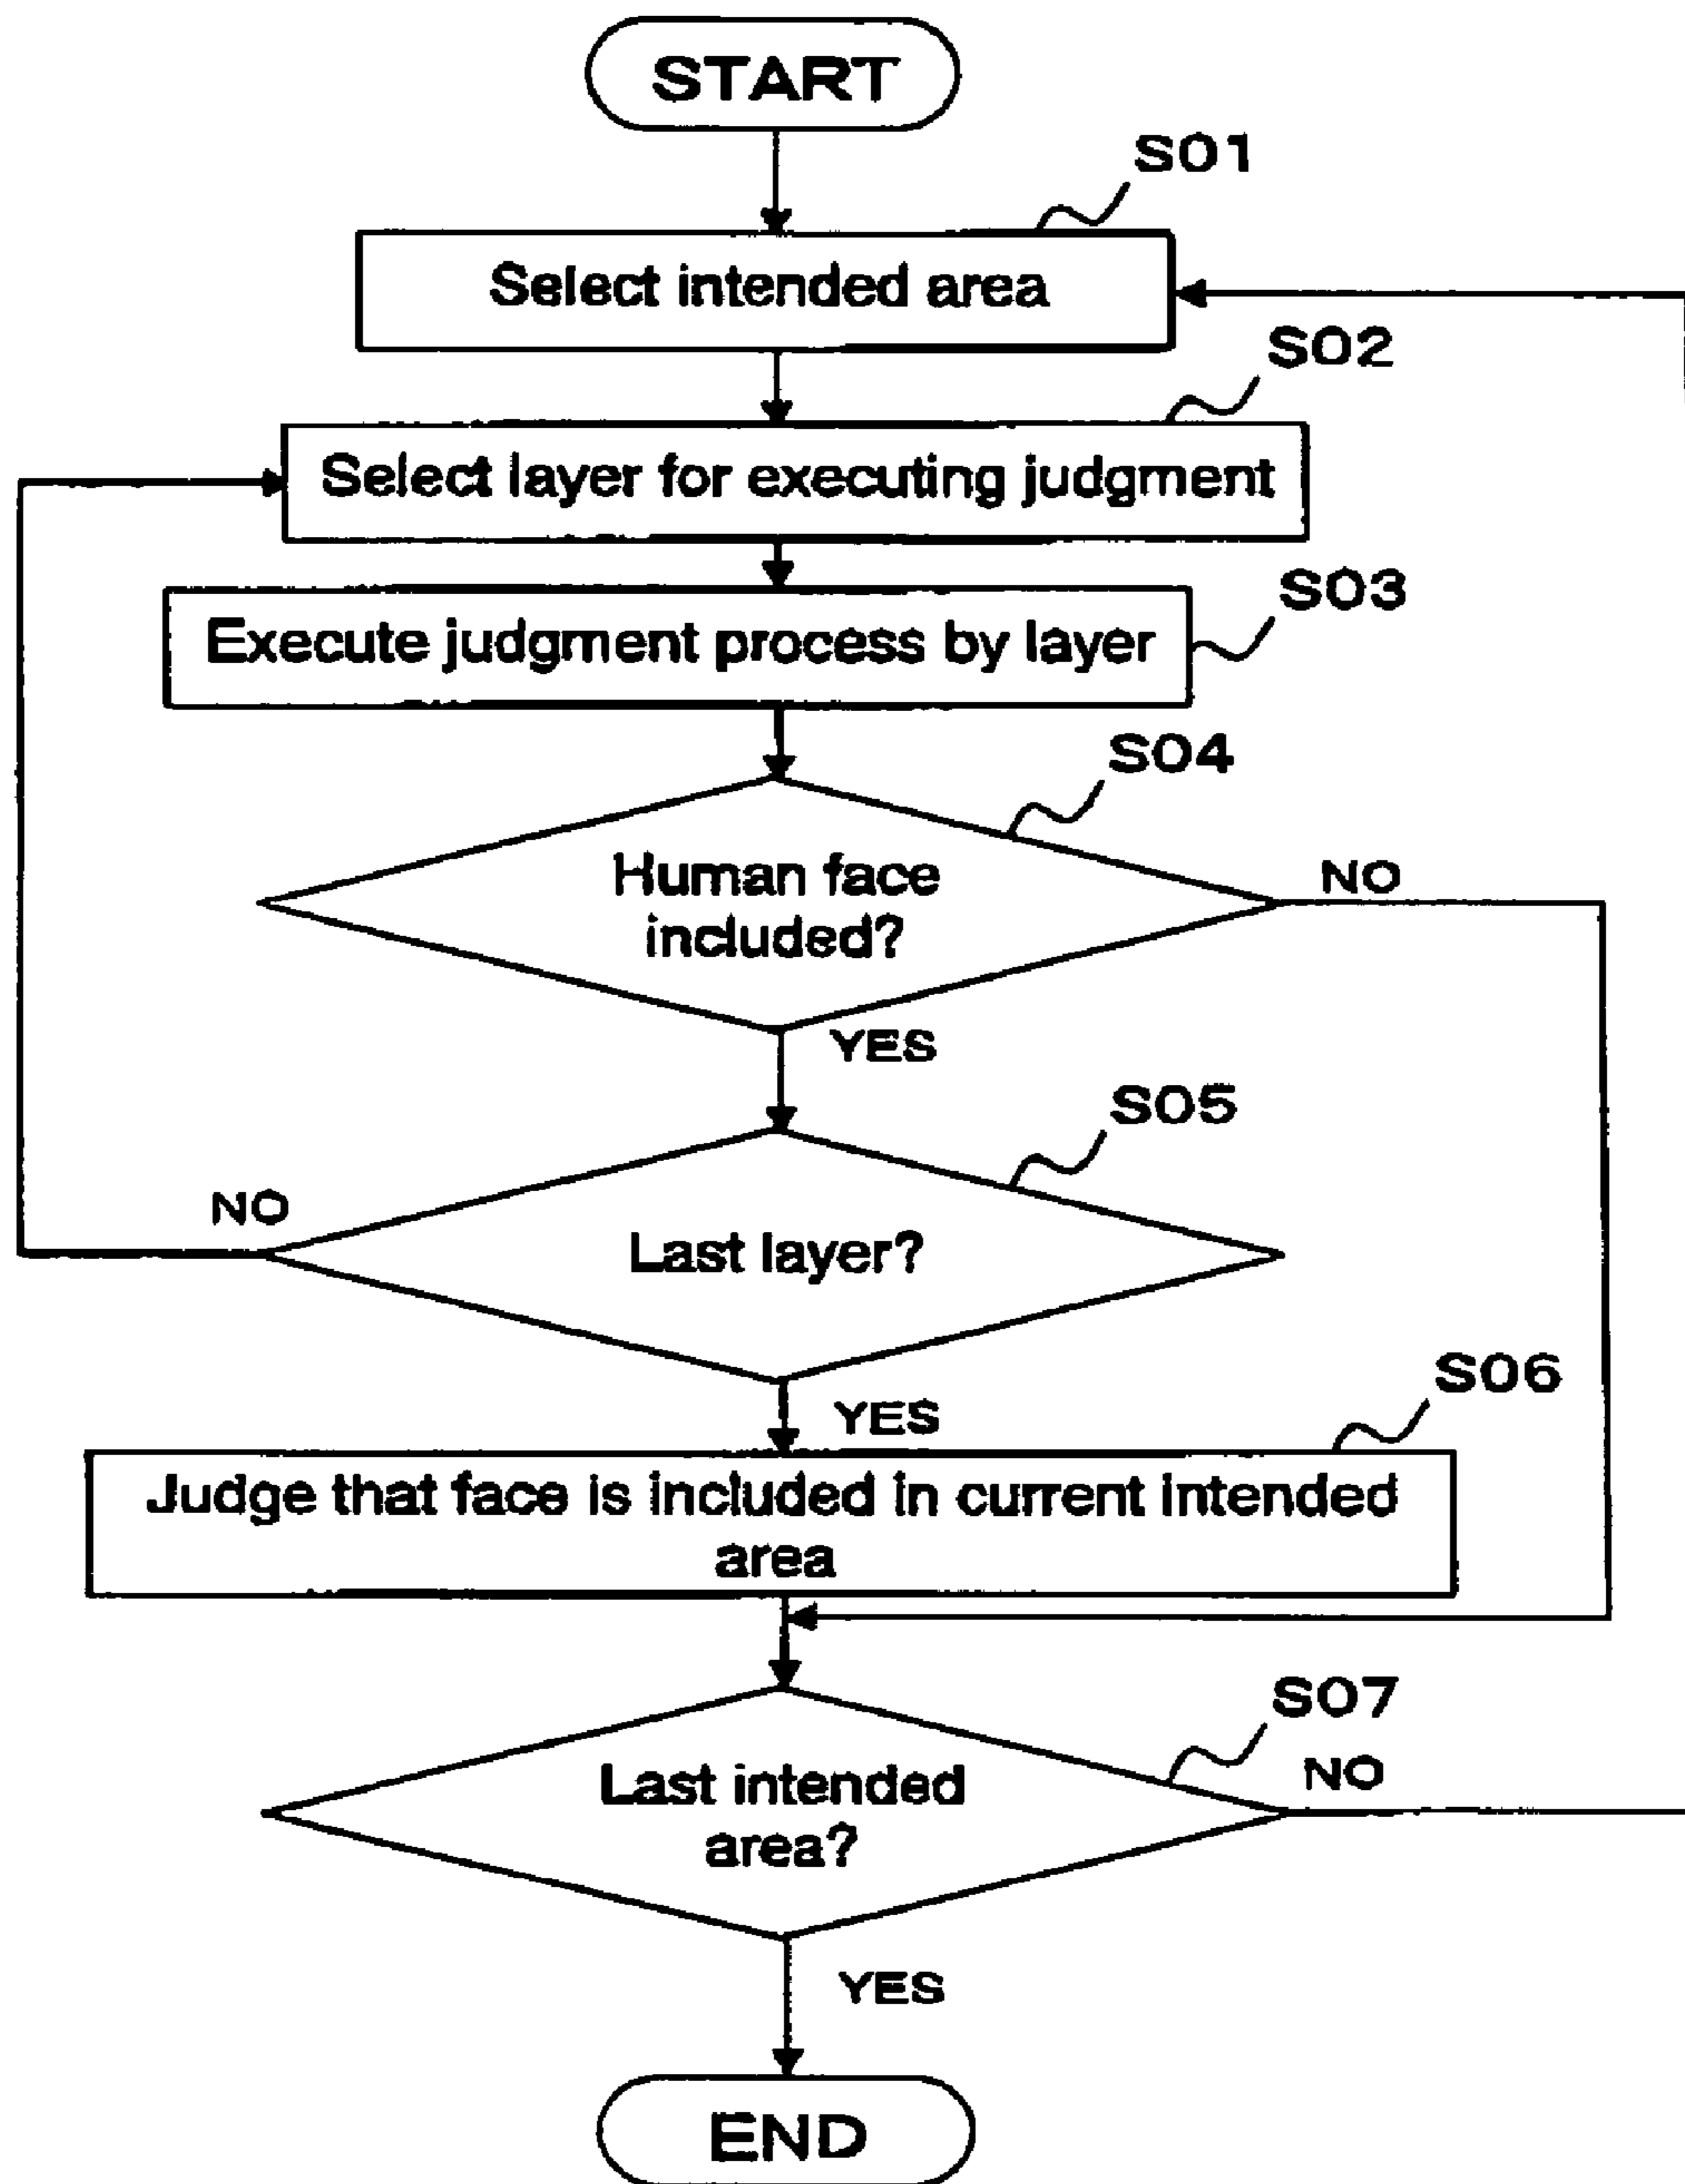 START
S01
Select intended area
S02
Select layer for executing judgment
S03
Execute judgment process by layer
S04
Human face
included?
NO
YES
S05
NO
Last layer?
YES
S06
Judge that face is included in current intended
area
S07
Last intended
area?
NO
YES
END